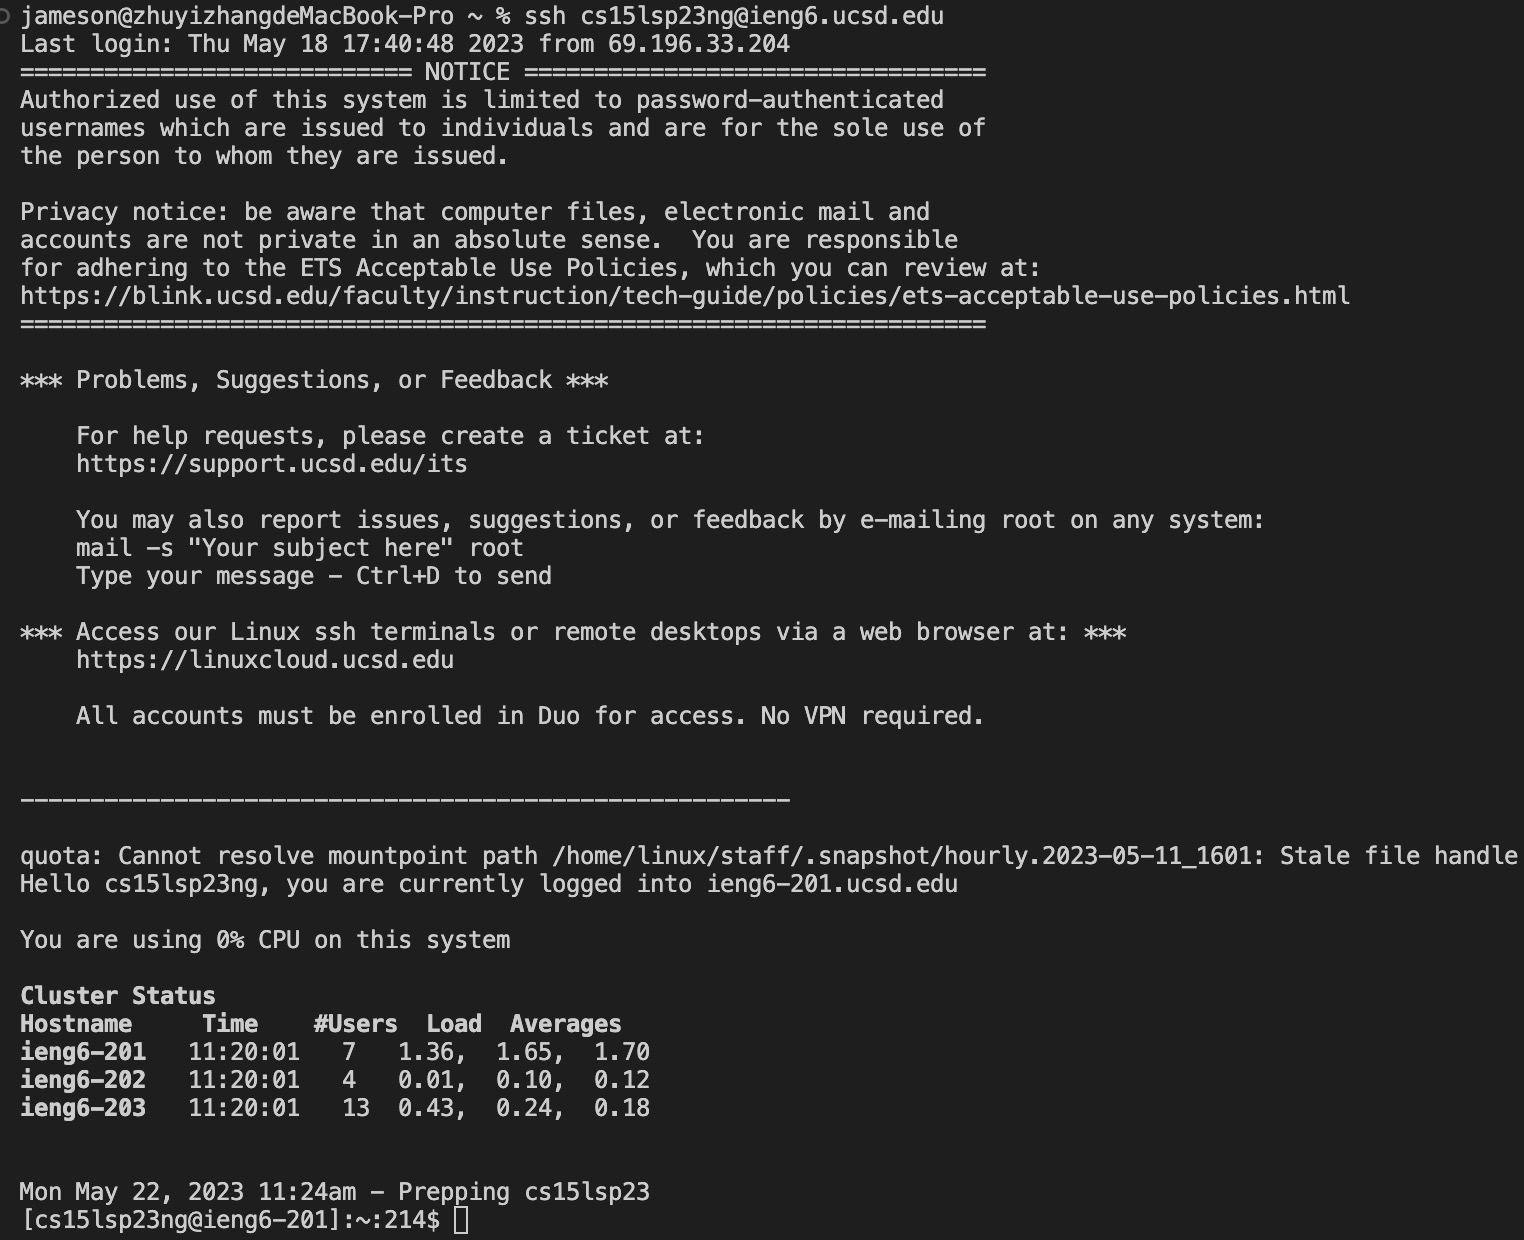 jameson@zhuyizhangdeMacBook-Pro ~ % ssh cs15lsp23ng@ieng6.ucsd.edu
Last login: Thu May 18 17:40:48 2023 from 69.196.33.204
============================ NOTICE =================================
Authorized use of this system is limited to password-authenticated
usernames which are issued to individuals and are for the sole use of
the person to whom they are issued.

Privacy notice: be aware that computer files, electronic mail and
accounts are not private in an absolute sense.  You are responsible
for adhering to the ETS Acceptable Use Policies, which you can review at:
https://blink.ucsd.edu/faculty/instruction/tech-guide/policies/ets-acceptable-use-policies.html
=====================================================================

*** Problems, Suggestions, or Feedback ***

    For help requests, please create a ticket at:
    https://support.ucsd.edu/its

    You may also report issues, suggestions, or feedback by e-mailing root on any system:
    mail -s "Your subject here" root
    Type your message - Ctrl+D to send

*** Access our Linux ssh terminals or remote desktops via a web browser at: ***
    https://linuxcloud.ucsd.edu

    All accounts must be enrolled in Duo for access. No VPN required.


-------------------------------------------------------

quota: Cannot resolve mountpoint path /home/linux/staff/.snapshot/hourly.2023-05-11_1601: Stale file handle
Hello cs15lsp23ng, you are currently logged into ieng6-201.ucsd.edu

You are using 0% CPU on this system

Cluster Status
Hostname     Time    #Users  Load  Averages
ieng6-201   11:20:01   7   1.36,  1.65,  1.70
ieng6-202   11:20:01   4   0.01,  0.10,  0.12
ieng6-203   11:20:01   13  0.43,  0.24,  0.18


Mon May 22, 2023 11:24am - Prepping cs15lsp23
[cs15lsp23ng@ieng6-201]:~:214$